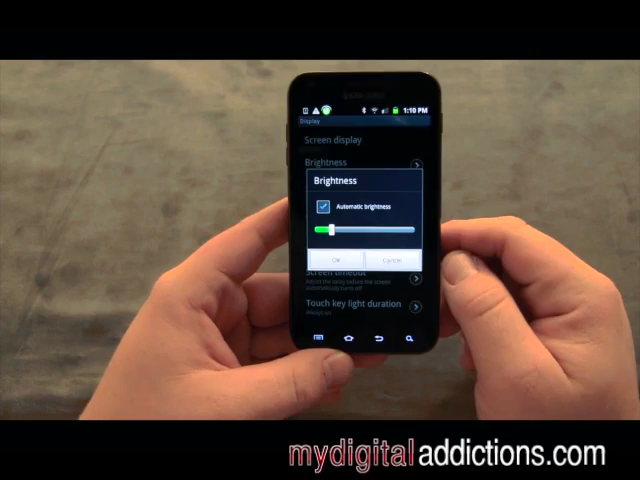 SAMSUNG
1:10 PM
Display
Screen display
Brightness
Brightness
Automatic brightness
OK
Cancel
Screen timeout
Adjust the delay before the screen
automatically turns off
Touch key light duration
Always on
mydigitaladdictions.com